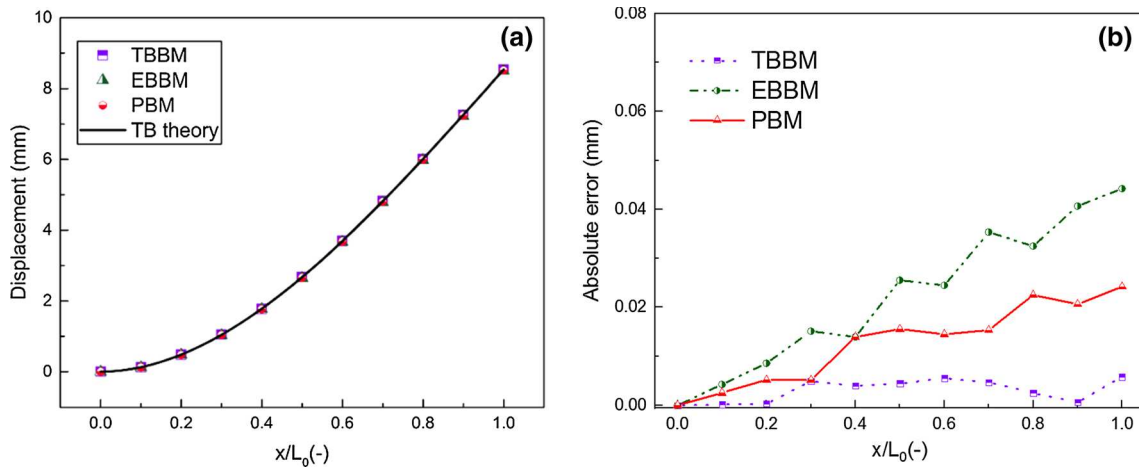 (a)
TBBM
EBBM
PBM
TB theory
Displacement (mm)
10
8
6
4
2
0
0.0 0.2 0.4 0.6 0.8 1.0
x/L₀(-)
(b)
TBBM
EBBM
PBM
Absolute error (mm)
0.08
0.06
0.04
0.02
0.00
0.0 0.2 0.4 0.6 0.8 1.0
x/L₀(-)